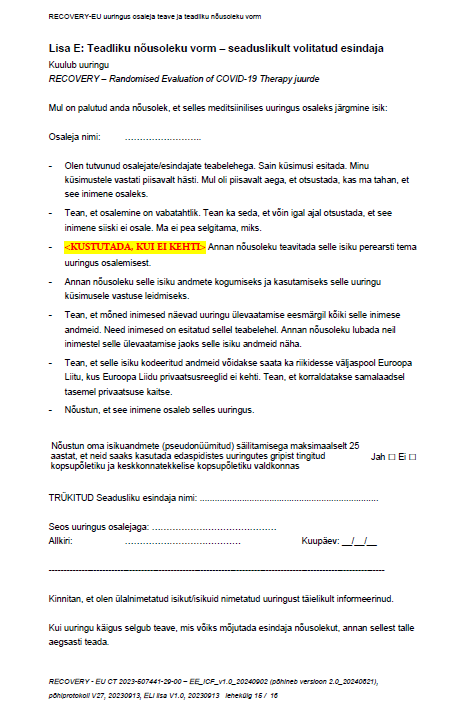 RECOVERY-EU uuringus osaleja teave ja teadliku nõusoleku vorm
Lisa E: Teadliku nõusoleku vorm – seaduslikult volitatud esindaja
Kuulub uuringu
RECOVERY – Randomised Evaluation of COVID-19 Therapy juurde
Mul on palutud anda nõusolek, et selles meditsiinilises uuringus osaleks järgmine isik:
Osaleja nimi: ……………………..
- Olen tutvunud osalejate/esindajate teabelehega. Sain küsimusi esitada. Minu
küsimustele vastati piisavalt hästi. Mul oli piisavalt aega, et otsustada, kas ma tahan, et
see inimene osaleks.
- Tean, et osalemine on vabatahtlik. Tean ka seda, et võin igal ajal otsustada, et see
inimene siiski ei osale. Ma ei pea selgitama, miks.
- <KUSTUTADA, KUI EI KEHTI> Annan nõusoleku teavitada selle isiku perearsti tema
uuringus osalemisest.
- Annan nõusoleku selle isiku andmete kogumiseks ja kasutamiseks selle uuringu
küsimusele vastuse leidmiseks.
- Tean, et mõned inimesed näevad uuringu ülevaatamise eesmärgil kõiki selle inimese
andmeid. Need inimesed on esitatud sellel teabelehel. Annan nõusoleku lubada neil
inimestel selle ülevaatamise jaoks selle isiku andmeid näha.
- Tean, et selle isiku kodeeritud andmeid võidakse saata ka riikidesse väljaspool Euroopa
Liitu, kus Euroopa Liidu privaatsusreeglid ei kehti. Tean, et korraldatakse samalaadsel
tasemel privaatsuse kaitse.
- Nõustun, et see inimene osaleb selles uuringus.
Nõustun oma isikuandmete (pseudonüümitud) säilitamisega maksimaalselt 25
aastat, et neid saaks kasutada edaspidistes uuringutes gripist tingitud
kopsupõletiku ja keskkonnatekkelise kopsupõletiku valdkonnas Jah ☐ Ei ☐
TRÜKITUD Seadusliku esindaja nimi: ...........................................................................
Seos uuringus osalejaga: ……………………………………
Allkiri: ………………………………… Kuupäev: __/__/__
----------------------------------------------------------------------------------------------------------------
Kinnitan, et olen ülalnimetatud isikut/isikuid nimetatud uuringust täielikult informeerinud.
Kui uuringu käigus selgub teave, mis võiks mõjutada esindaja nõusolekut, annan sellest talle
aegsasti teada.
RECOVERY - EU CT 2023-507441-29-00 – EE_ICF_v1.0_20240902 (põhineb versioon 2.0_20240821),
põhiprotokoll V27, 20230913, ELi lisa V1.0, 20230913 lehekülg 15 / 16